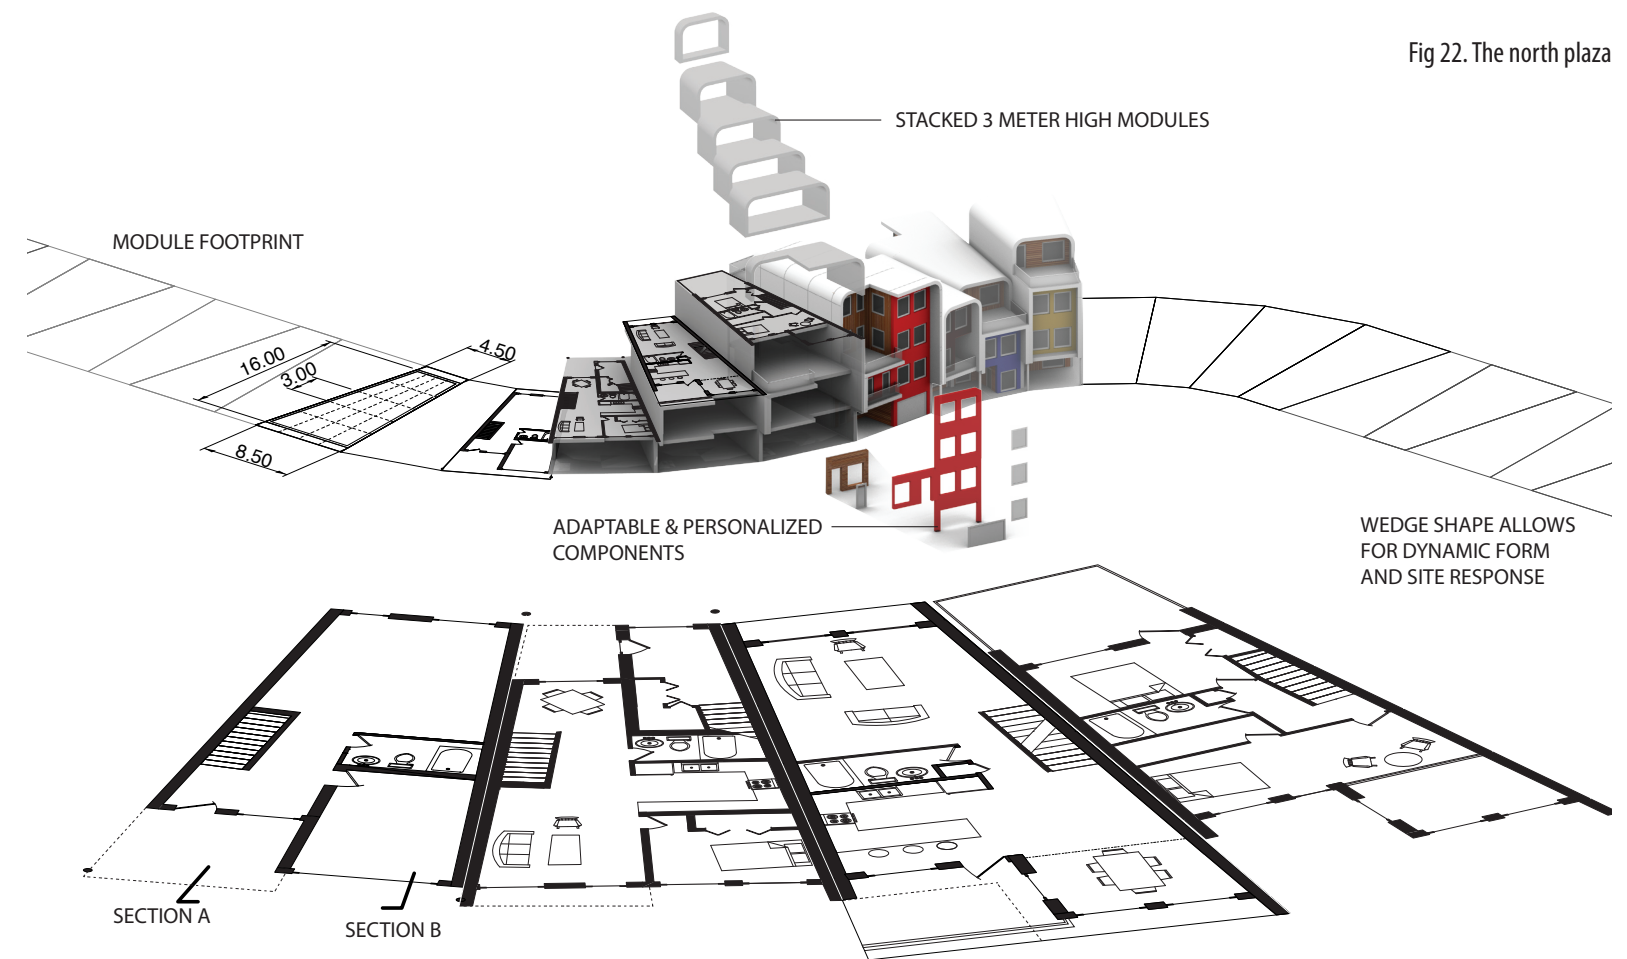 Fig 22. The north plaza
STACKED 3 METER HIGH MODULES
MODULE FOOTPRINT
16.00
3.00
4.50
8.50
ADAPTABLE & PERSONALIZED
COMPONENTS
WEDGE SHAPE ALLOWS
FOR DYNAMIC FORM
AND SITE RESPONSE
SECTION A
SECTION B